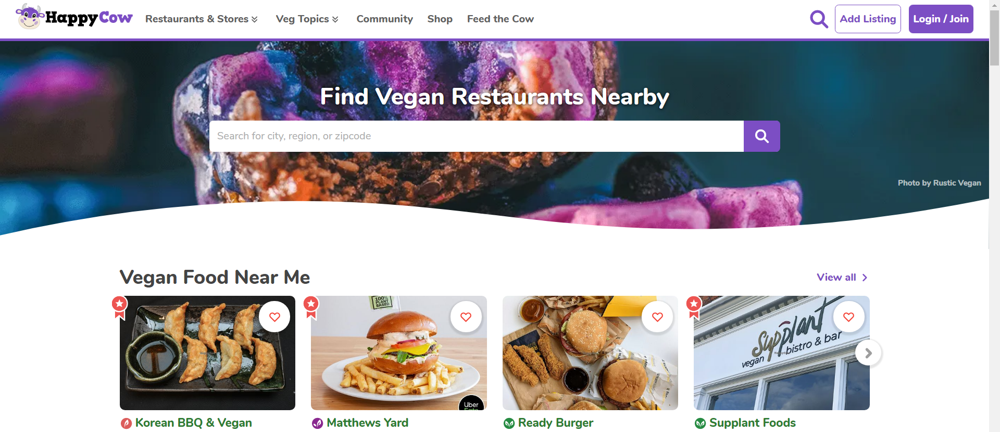 HappyCow
Restaurants & Stores
Veg Topics
Community
Shop
Feed the Cow
Add Listing
Login / Join
Find Vegan Restaurants Nearby
Search for city, region, or zipcode
Photo by Rustic Vegan
Vegan Food Near Me
View all
100%
PLANT
BASED
Supplant
vegan bistro & bar
Uber
Eats
Korean BBQ & Vegan
Matthews Yard
Ready Burger
Supplant Foods